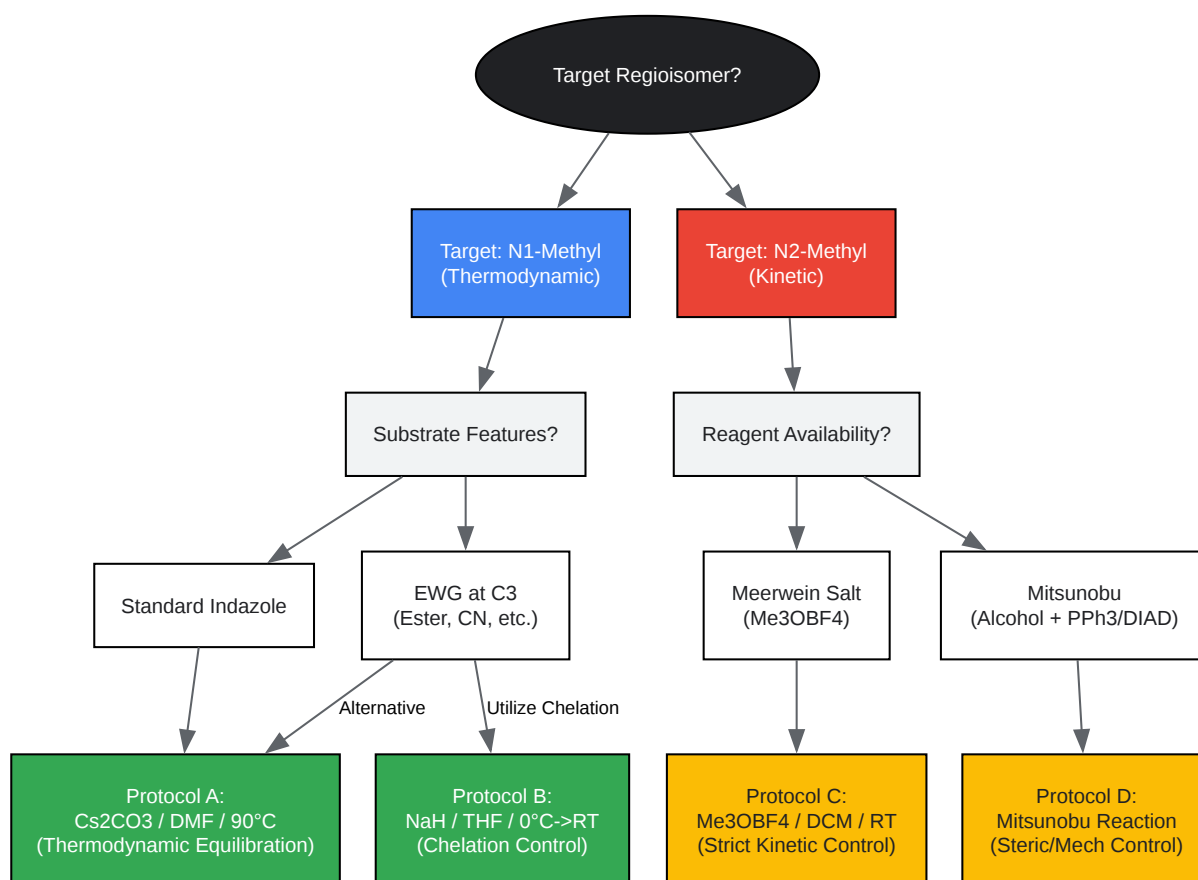 Target Regioisomer?
Target: N1-Methyl
(Thermodynamic)
Target: N2-Methyl
(Kinetic)
Substrate Features?
Reagent Availability?
Standard Indazole
EWG at C3
(Ester, CN, etc.)
Meerwein Salt
(Me3OBF4)
Mitsunobu
(Alcohol + PPh3/DIAD)
Alternative
Utilize Chelation
Protocol A:
Cs2CO3 / DMF / 90°C
(Thermodynamic Equilibration)
Protocol B:
NaH / THF / 0°C->RT
(Chelation Control)
Protocol C:
Me3OBF4 / DCM / RT
(Strict Kinetic Control)
Protocol D:
Mitsunobu Reaction
(Steric/Mech Control)